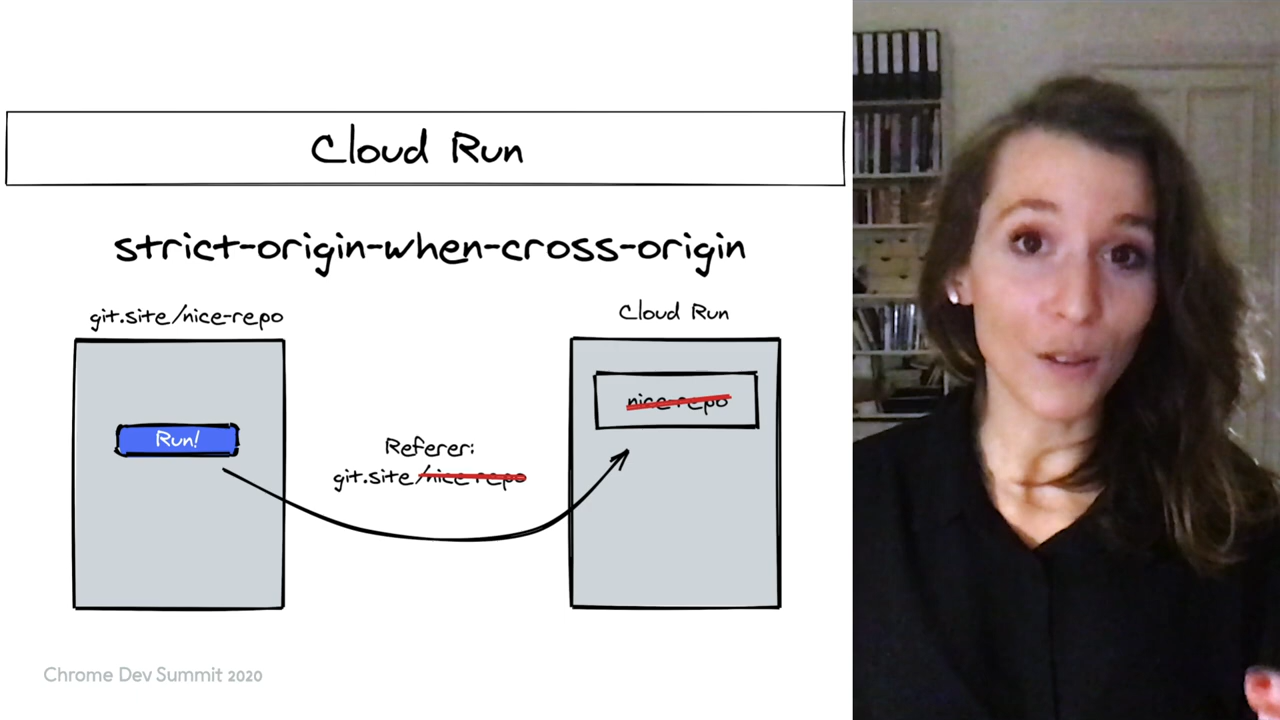 Cloud Run
strict-origin-when-cross-origin
git.site/nice-repo
Cloud Run
nice-repo
Run!
Referer:
git.site/nice-repo
Chrome Dev Summit 2020